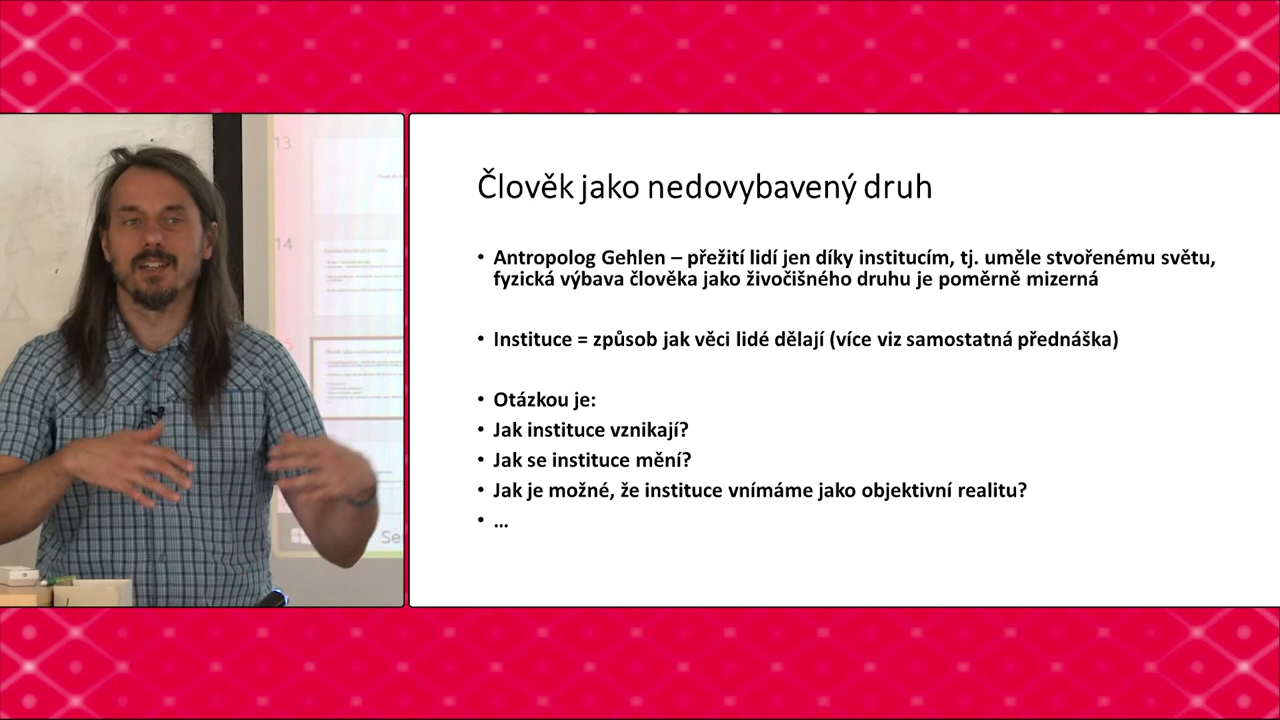 Člověk jako nedovybavený druh
• Antropolog Gehlen – přežití lidí jen díky institucím, tj. uměle stvořenému světu,
fyzická výbava člověka jako živočišného druhu je poměrně mizerná
• Instituce = způsob jak věci lidé dělají (více viz samostatná přednáška)
• Otázkou je:
• Jak instituce vznikají?
• Jak se instituce mění?
• Jak je možné, že instituce vnímáme jako objektivní realitu?
• ...
13
14